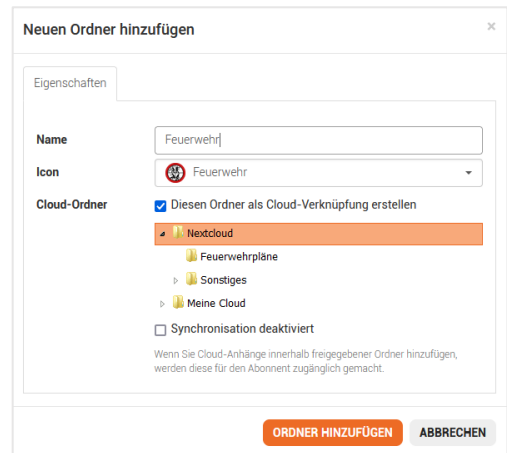 Neuen Ordner hinzufügen ×
Eigenschaften
Name Feuerwehr
Icon Feuerwehr
Cloud-Ordner Diesen Ordner als Cloud-Verknüpfung erstellen
Nextcloud
Feuerwehrpläne
Sonstiges
Meine Cloud
Synchronisation deaktiviert
Wenn Sie Cloud-Anhänge innerhalb freigegebener Ordner hinzufügen,
werden diese für den Abonnent zugänglich gemacht.
ORDNER HINZUFÜGEN ABBRECHEN